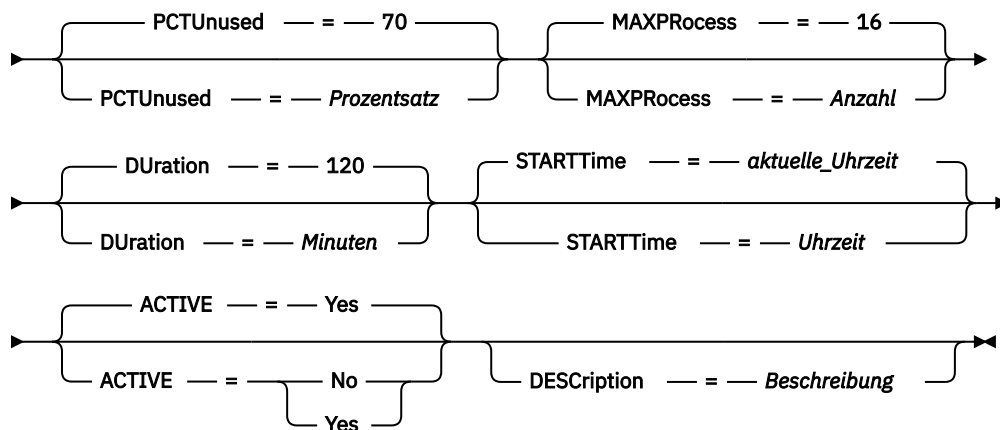 PCTUnused = 70 MAXPRocess = 16
PCTUnused = Prozentsatz MAXPRocess = Anzahl
DUration = 120 STARTTime = aktuelle_Uhrzeit
DUration = Minuten STARTTime = Uhrzeit
ACTIVE = Yes
ACTIVE = No DESCription = Beschreibung
Yes